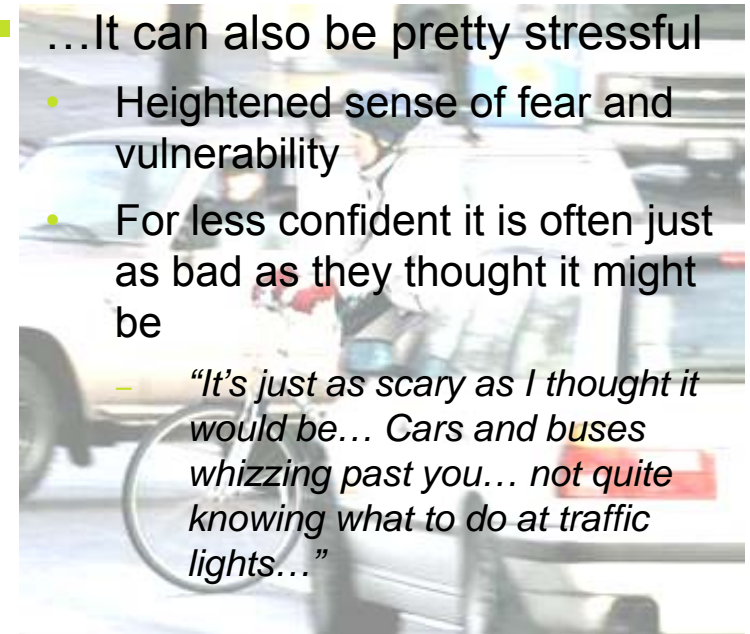 …It can also be pretty stressful
• Heightened sense of fear and
vulnerability
• For less confident it is often just
as bad as they thought it might
be
– “It’s just as scary as I thought it
would be… Cars and buses
whizzing past you… not quite
knowing what to do at traffic
lights…”